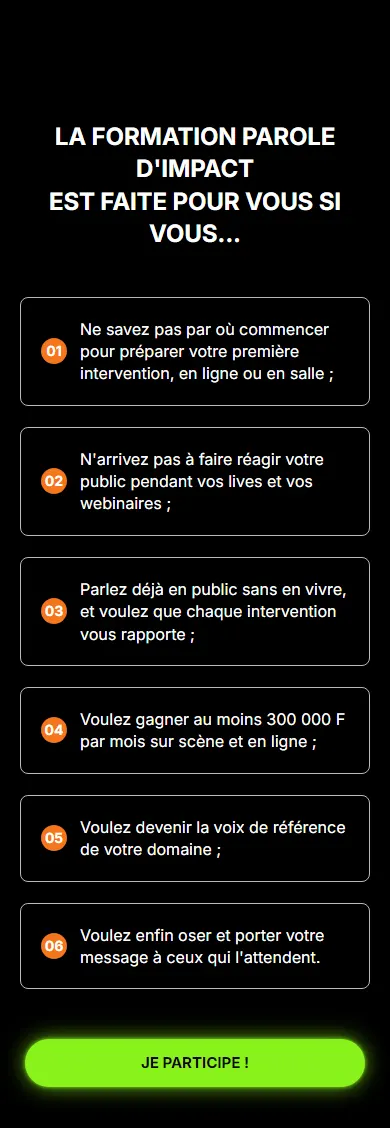 LA FORMATION PAROLE
D'IMPACT
EST FAITE POUR VOUS SI
VOUS...
01
Ne savez pas par où commencer
pour préparer votre première
intervention, en ligne ou en salle ;
02
N'arrivez pas à faire réagir votre
public pendant vos lives et vos
webinaires ;
03
Parlez déjà en public sans en vivre,
et voulez que chaque intervention
vous rapporte ;
04
Voulez gagner au moins 300 000 F
par mois sur scène et en ligne ;
05
Voulez devenir la voix de référence
de votre domaine ;
06
Voulez enfin oser et porter votre
message à ceux qui l'attendent.
JE PARTICIPE !